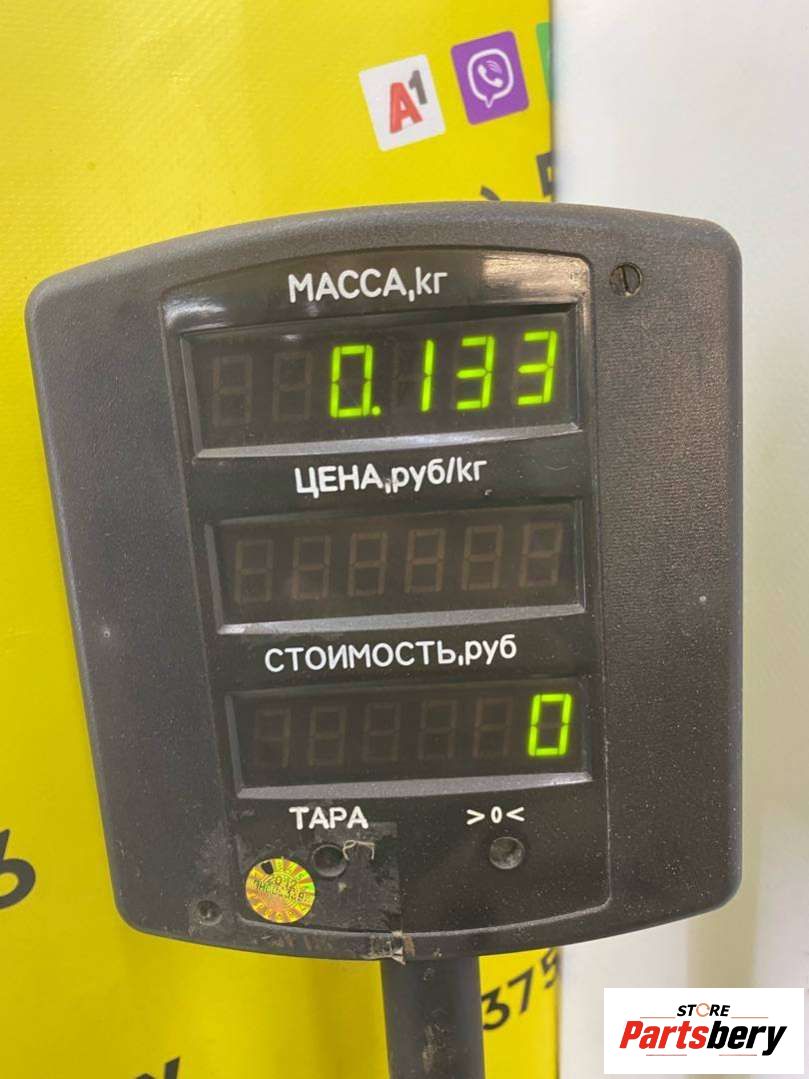 A1
МАССА,кг
0.133
ЦЕНА,руб/кг
СТОИМОСТЬ,руб
0
ТАРА
>0<
375
STORE
Partsbery